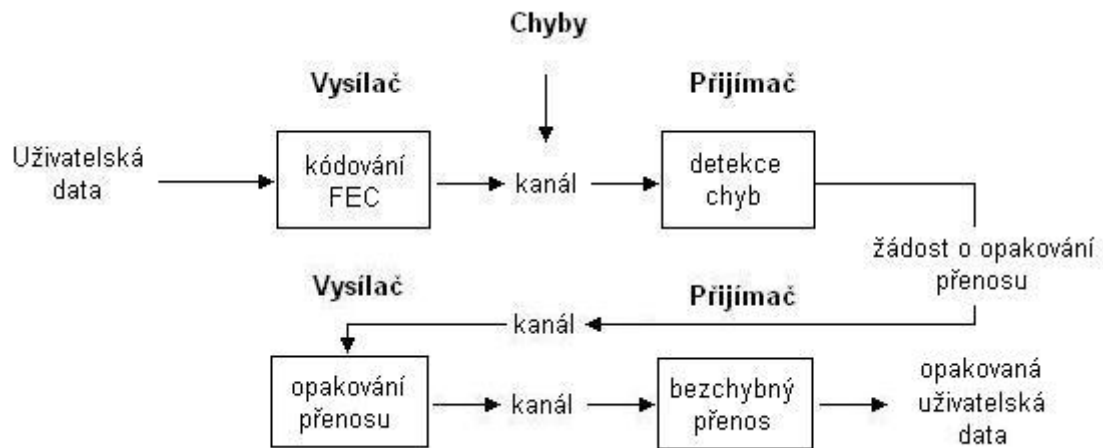 Chyby
Vysílač
Přijímač
Uživatelská
data
kódování
FEC
kanál
detekce
chyb
žádost o opakování
přenosu
Vysílač
Přijímač
kanál
opakování
přenosu
kanál
bezchybný
přenos
opakovaná
uživatelská
data